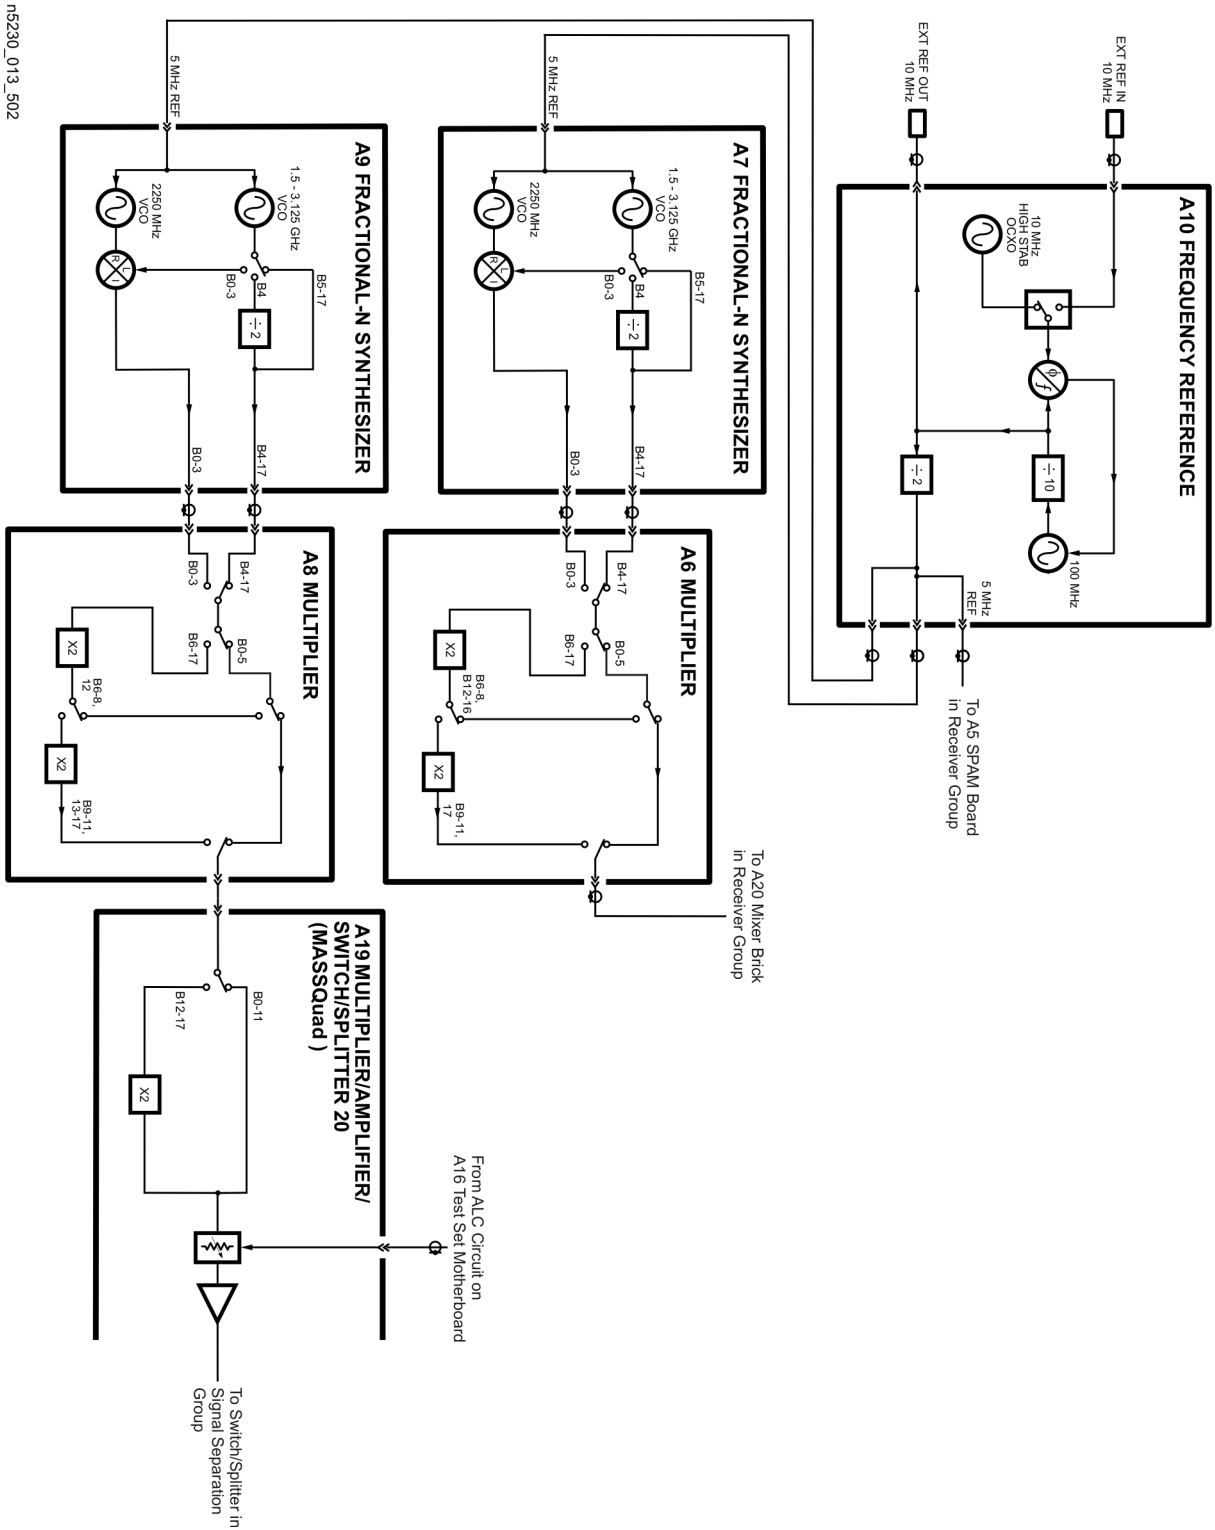 A10 FREQUENCY REFERENCE
EXT REF IN
10 MHz
EXT REF OUT
10 MHz
10 MHz
HIGH STAB
OCXO
ϕ
f
÷ 10
100 MHz
÷ 2
5 MHz
REF
To A5 SPAM Board
in Receiver Group
5 MHz REF
A7 FRACTIONAL-N SYNTHESIZER
1.5 - 3.125 GHz
VCO
2250 MHz
VCO
R
L
I
B0-3
B4
B5-17
÷ 2
B4-17
B0-3
A6 MULTIPLIER
B4-17
B0-3
B0-5
B6-17
X2
B6-8,
B12-16
X2
B9-11,
17
To A20 Mixer Brick
in Receiver Group
5 MHz REF
A9 FRACTIONAL-N SYNTHESIZER
1.5 - 3.125 GHz
VCO
2250 MHz
VCO
R
L
I
B0-3
B4
B5-17
÷ 2
B4-17
B0-3
A8 MULTIPLIER
B4-17
B0-3
B0-5
B6-17
X2
B6-8,
12
X2
B9-11,
13-17
A19 MULTIPLIER/AMPLIFIER/
SWITCH/SPLITTER 20
(MASSQuad )
B0-11
B12-17
X2
From ALC Circuit on
A16 Test Set Motherboard
To Switch/Splitter in
Signal Separation
Group
n5230_013_502